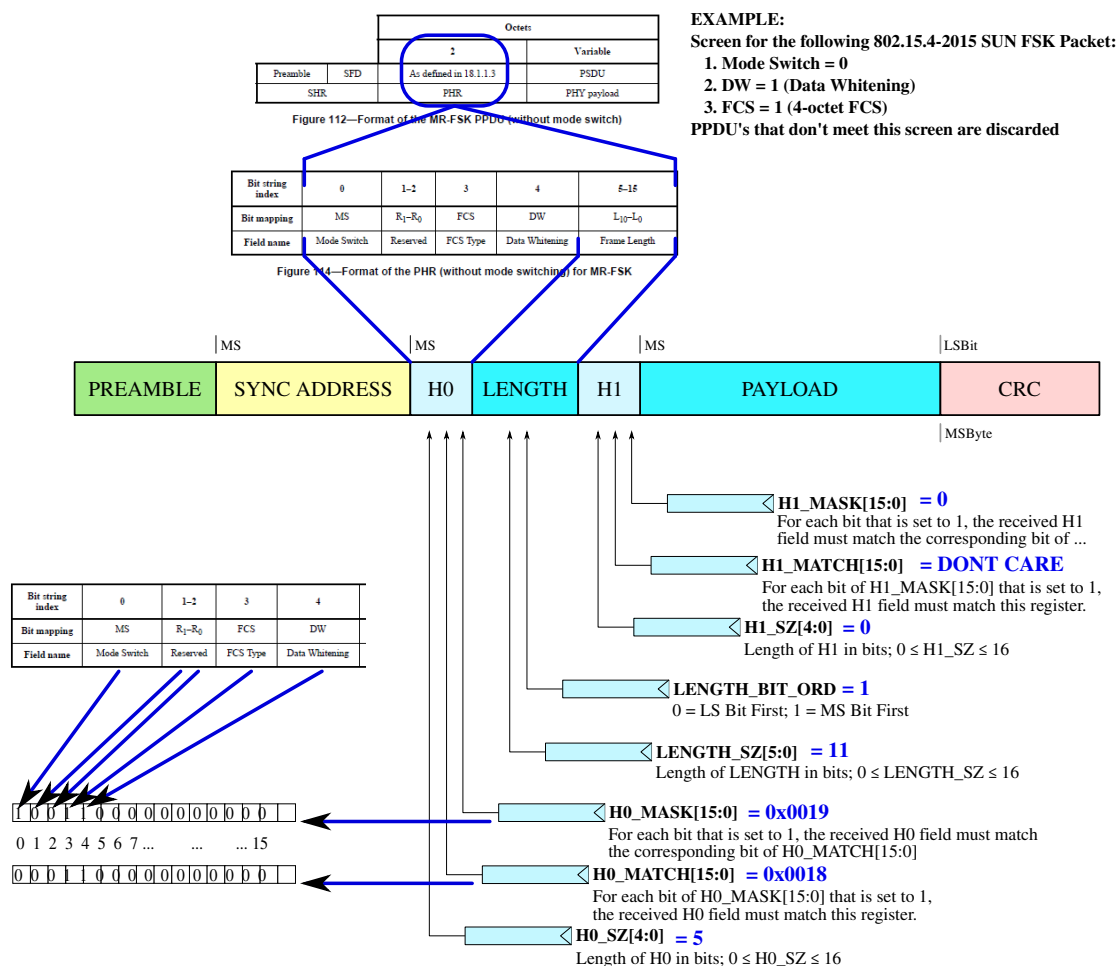 EXAMPLE:
Screen for the following 802.15.4-2015 SUN FSK Packet:
1. Mode Switch = 0
2. DW = 1 (Data Whitening)
3. FCS = 1 (4-octet FCS)
PPDU's that don't meet this screen are discarded
Octets
2 Variable
Preamble SFD As defined in 18.1.1.3 PSDU
SHR PHR PHY payload
Figure 112—Format of the MR-FSK PPDU (without mode switch)
Bit string index 0 1–2 3 4 5–15
Bit mapping MS R1–R0 FCS DW L10–L0
Field name Mode Switch Reserved FCS Type Data Whitening Frame Length
Figure 114—Format of the PHR (without mode switching) for MR-FSK
MS MS MS LSBit
PREAMBLE SYNC ADDRESS H0 LENGTH H1 PAYLOAD CRC
MSByte
H1_MASK[15:0] = 0
For each bit that is set to 1, the received H1
field must match the corresponding bit of ...
H1_MATCH[15:0] = DONT CARE
For each bit of H1_MASK[15:0] that is set to 1,
the received H1 field must match this register.
H1_SZ[4:0] = 0
Length of H1 in bits; 0 ≤ H1_SZ ≤ 16
LENGTH_BIT_ORD = 1
0 = LS Bit First; 1 = MS Bit First
LENGTH_SZ[5:0] = 11
Length of LENGTH in bits; 0 ≤ LENGTH_SZ ≤ 16
H0_MASK[15:0] = 0x0019
For each bit that is set to 1, the received H0 field must match
the corresponding bit of H0_MATCH[15:0]
H0_MATCH[15:0] = 0x0018
For each bit of H0_MASK[15:0] that is set to 1,
the received H0 field must match this register.
H0_SZ[4:0] = 5
Length of H0 in bits; 0 ≤ H0_SZ ≤ 16
Bit string index 0 1–2 3 4
Bit mapping MS R1–R0 FCS DW
Field name Mode Switch Reserved FCS Type Data Whitening
1 0 0 1 1 0 0 0 0 0 0 0 0 0 0
0 1 2 3 4 5 6 7 ... ... ... 15
0 0 0 1 1 0 0 0 0 0 0 0 0 0 0